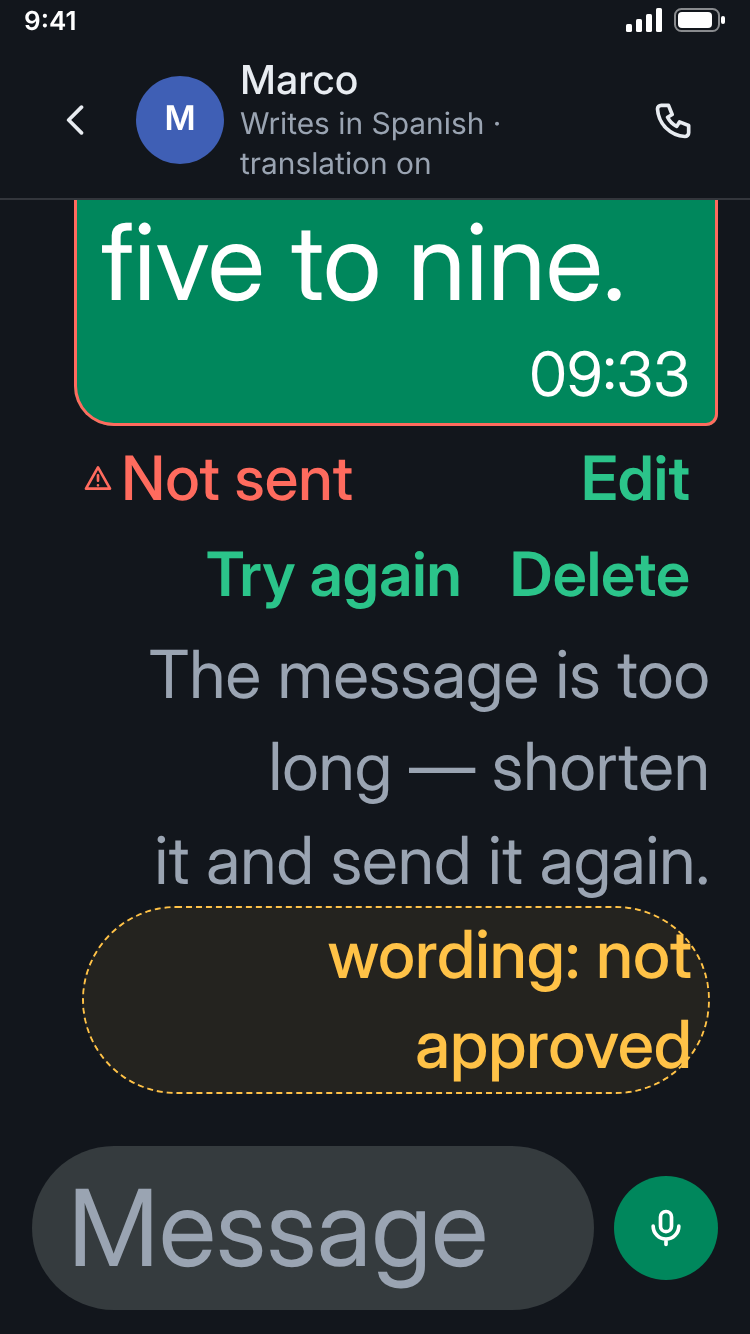 9:41
M
Marco
Writes in Spanish ·
translation on
five to nine.
09:33
Not sent
Edit
Try again
Delete
The message is too
long — shorten
it and send it again.
wording: not
approved
Message